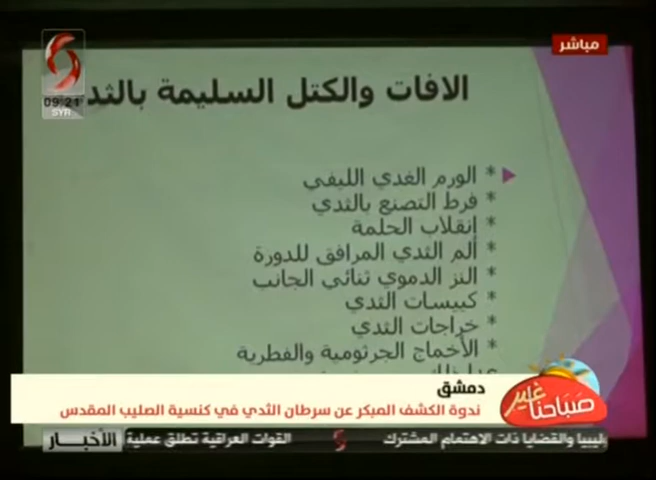 مباشر
09:21
SYR
الافات والكتل السليمة بالثد
* الورم الغدي الليفي
* فرط التصنع بالثدي
* إنقلاب الحلمة
* ألم الثدي المرافق للدورة
* النز الدموي ثنائي الجانب
* كبيسات الثدي
* خراجات الثدي
* الأخماج الجرثومية والفطرية
دمشق
ندوة الكشف المبكر عن سرطان الثدي في كنسية الصليب المقدس
صباحنا غير
ليبيا والقضايا ذات الاهتمام المشترك القوات العراقية تطلق عملية
الأخبار